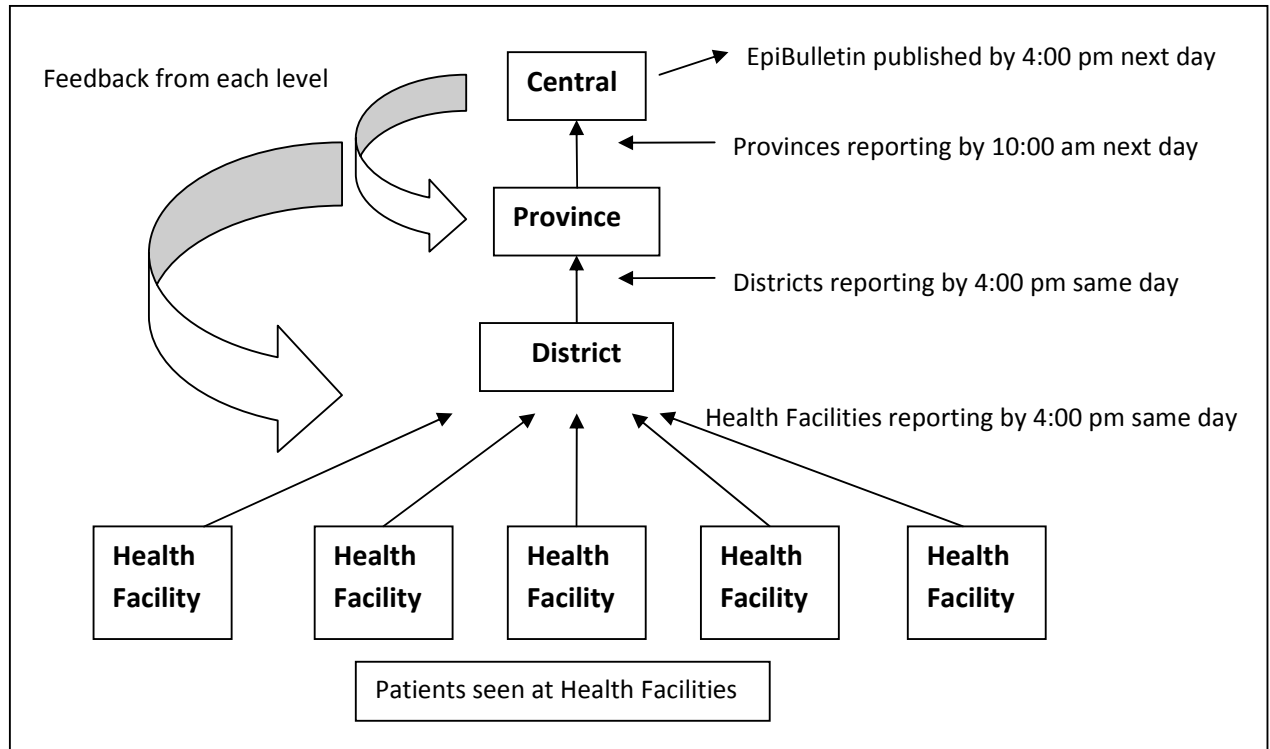 EpiBulletin published by 4:00 pm next day
Feedback from each level
Central
Provinces reporting by 10:00 am next day
Province
Districts reporting by 4:00 pm same day
District
Health Facilities reporting by 4:00 pm same day
Health
Facility
Health
Facility
Health
Facility
Health
Facility
Health
Facility
Patients seen at Health Facilities